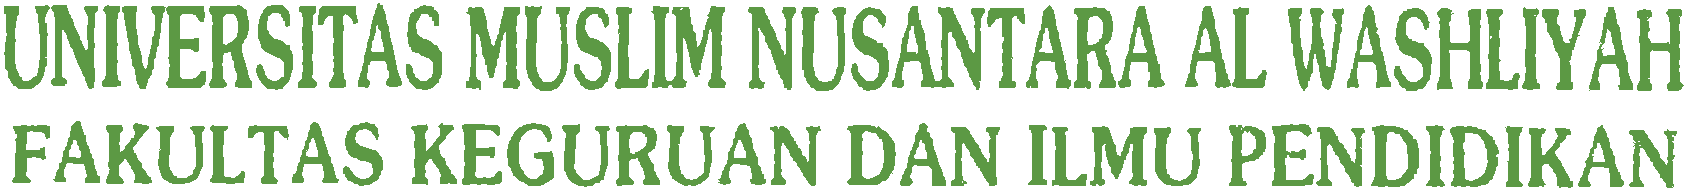 UNIVERSITAS MUSLIM NUSANTARA AL WASHLIYAH
FAKULTAS KEGURUAN DAN ILMU PENDIDIKAN